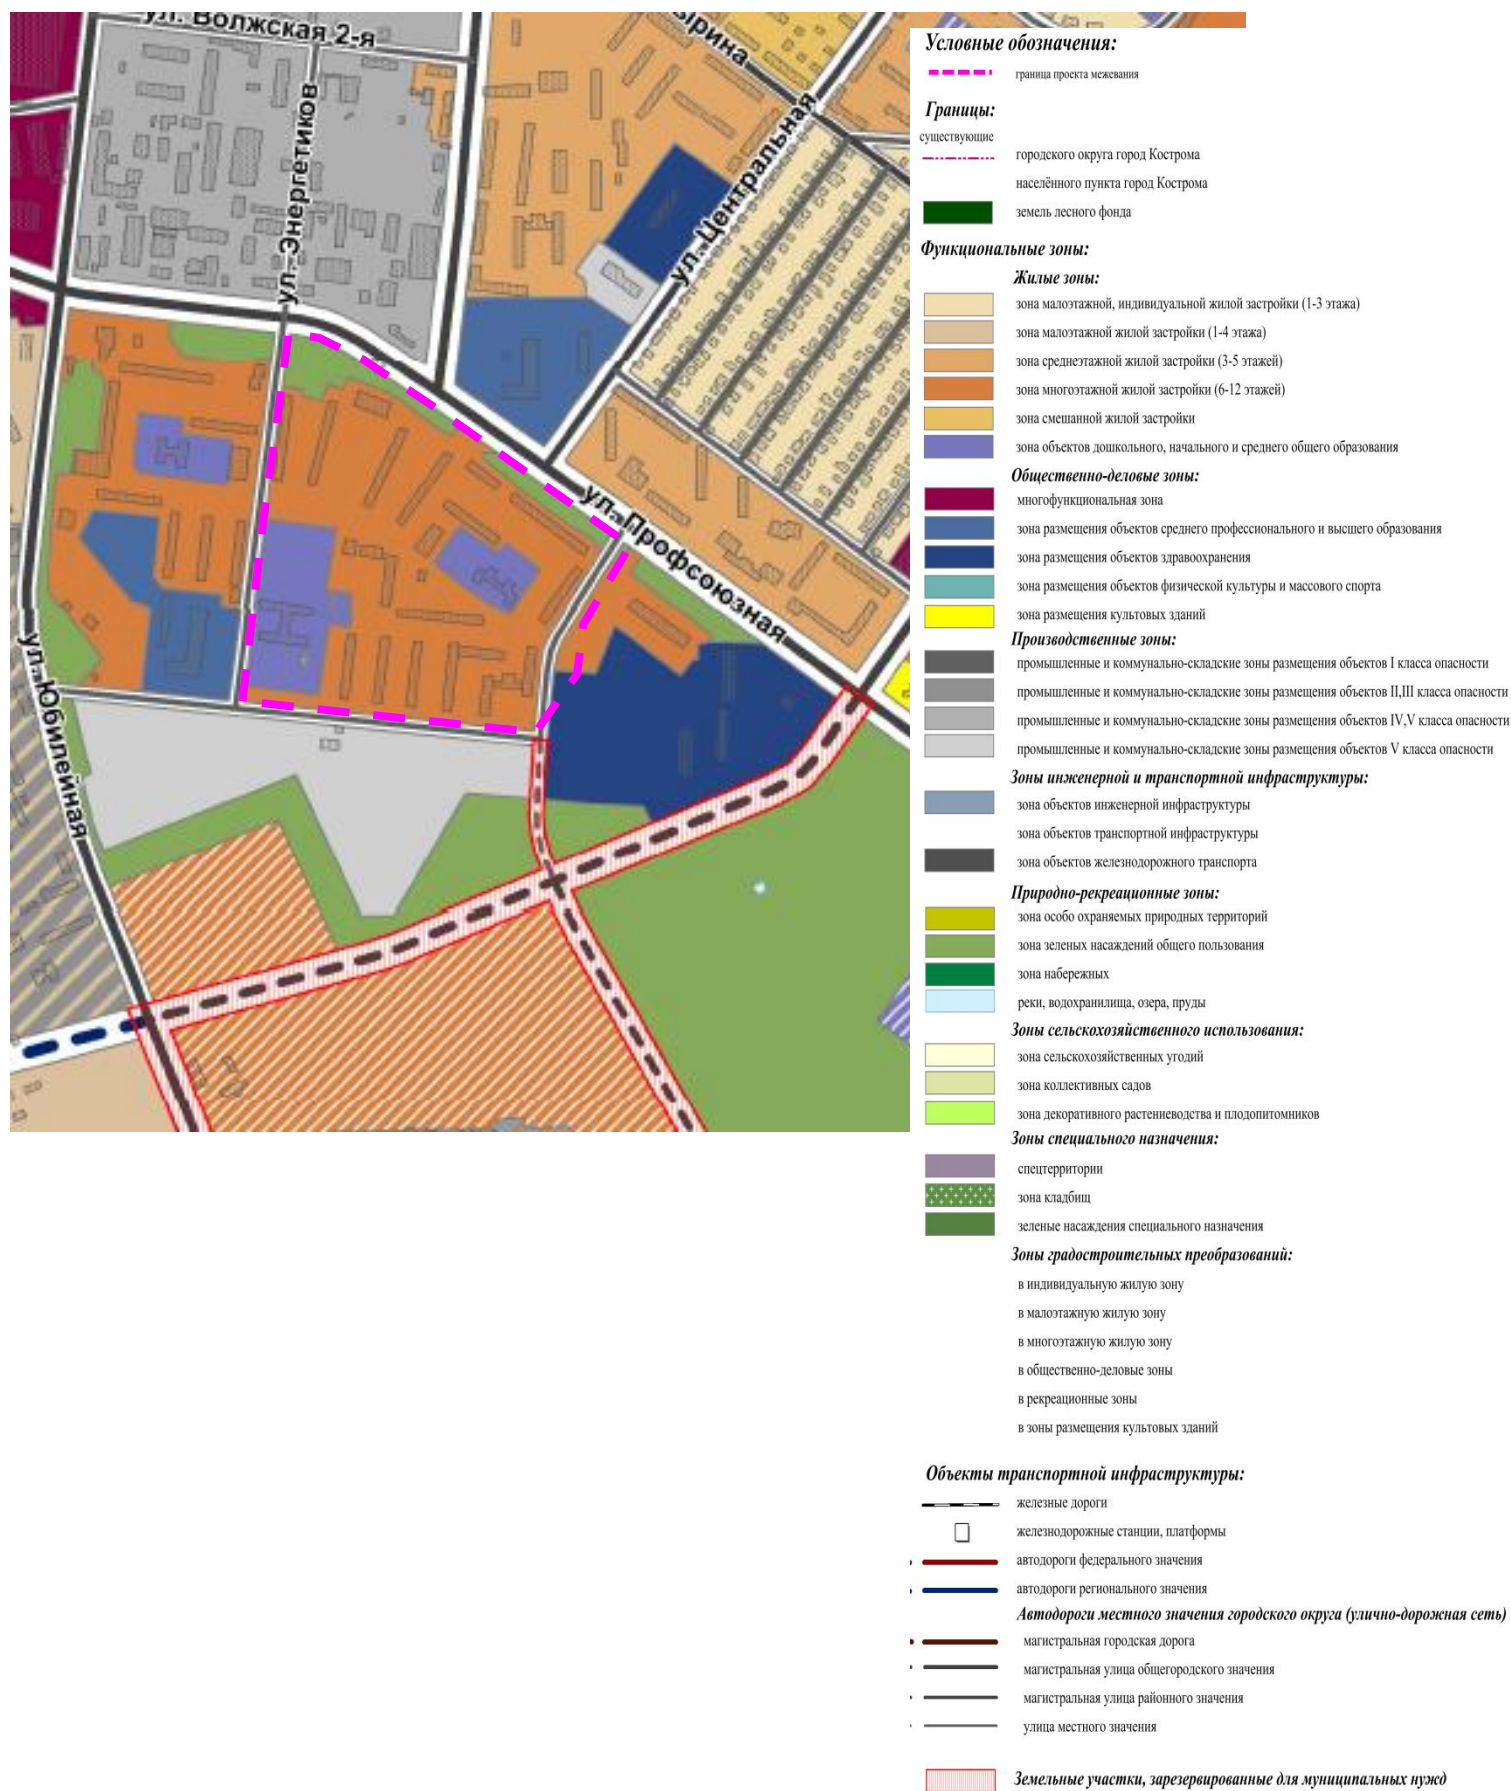 ул. Волжская 2-я
ул. Энергетиков
ул. Центральная
ул. Профсоюзная
ул. Юбилейная
Условные обозначения:
граница проекта межевания
Границы:
существующие
городского округа город Кострома
населённого пункта город Кострома
земель лесного фонда
Функциональные зоны:
Жилые зоны:
зона малоэтажной, индивидуальной жилой застройки (1-3 этажа)
зона малоэтажной жилой застройки (1-4 этажа)
зона среднеэтажной жилой застройки (3-5 этажей)
зона многоэтажной жилой застройки (6-12 этажей)
зона смешанной жилой застройки
зона объектов дошкольного, начального и среднего общего образования
Общественно-деловые зоны:
многофункциональная зона
зона размещения объектов среднего профессионального и высшего образования
зона размещения объектов здравоохранения
зона размещения объектов физической культуры и массового спорта
зона размещения культовых зданий
Производственные зоны:
промышленные и коммунально-складские зоны размещения объектов I класса опасности
промышленные и коммунально-складские зоны размещения объектов II,III класса опасности
промышленные и коммунально-складские зоны размещения объектов IV,V класса опасности
промышленные и коммунально-складские зоны размещения объектов V класса опасности
Зоны инженерной и транспортной инфраструктуры:
зона объектов инженерной инфраструктуры
зона объектов транспортной инфраструктуры
зона объектов железнодорожного транспорта
Природно-рекреационные зоны:
зона особо охраняемых природных территорий
зона зеленых насаждений общего пользования
зона набережных
реки, водохранилища, озера, пруды
Зоны сельскохозяйственного использования:
зона сельскохозяйственных угодий
зона коллективных садов
зона декоративного растениеводства и плодопитомников
Зоны специального назначения:
спецтерритории
зона кладбищ
зеленые насаждения специального назначения
Зоны градостроительных преобразований:
в индивидуальную жилую зону
в малоэтажную жилую зону
в многоэтажную жилую зону
в общественно-деловые зоны
в рекреационные зоны
в зоны размещения культовых зданий
Объекты транспортной инфраструктуры:
железные дороги
железнодорожные станции, платформы
автодороги федерального значения
автодороги регионального значения
Автодороги местного значения городского округа (улично-дорожная сеть)
магистральная городская дорога
магистральная улица общегородского значения
магистральная улица районного значения
улица местного значения
Земельные участки, зарезервированные для муниципальных нужд